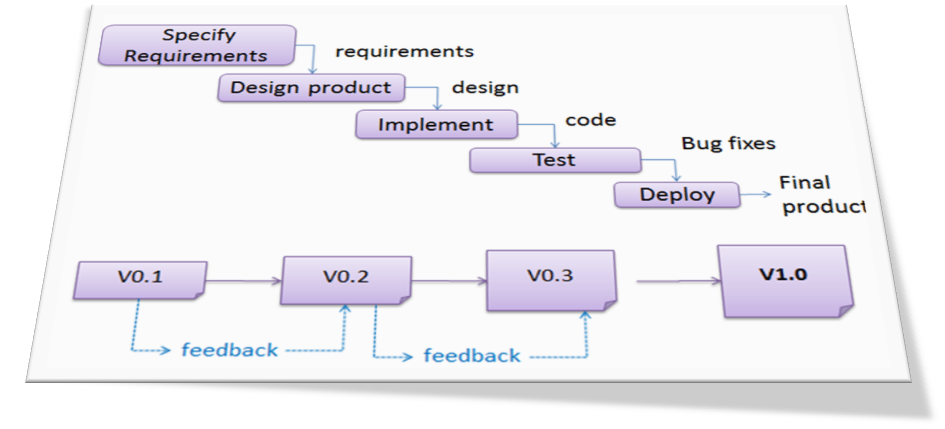 Specify
Requirements
requirements
Design product
design
Implement
code
Test
Bug fixes
Deploy
Final
product
V0.1
V0.2
V0.3
V1.0
feedback
feedback